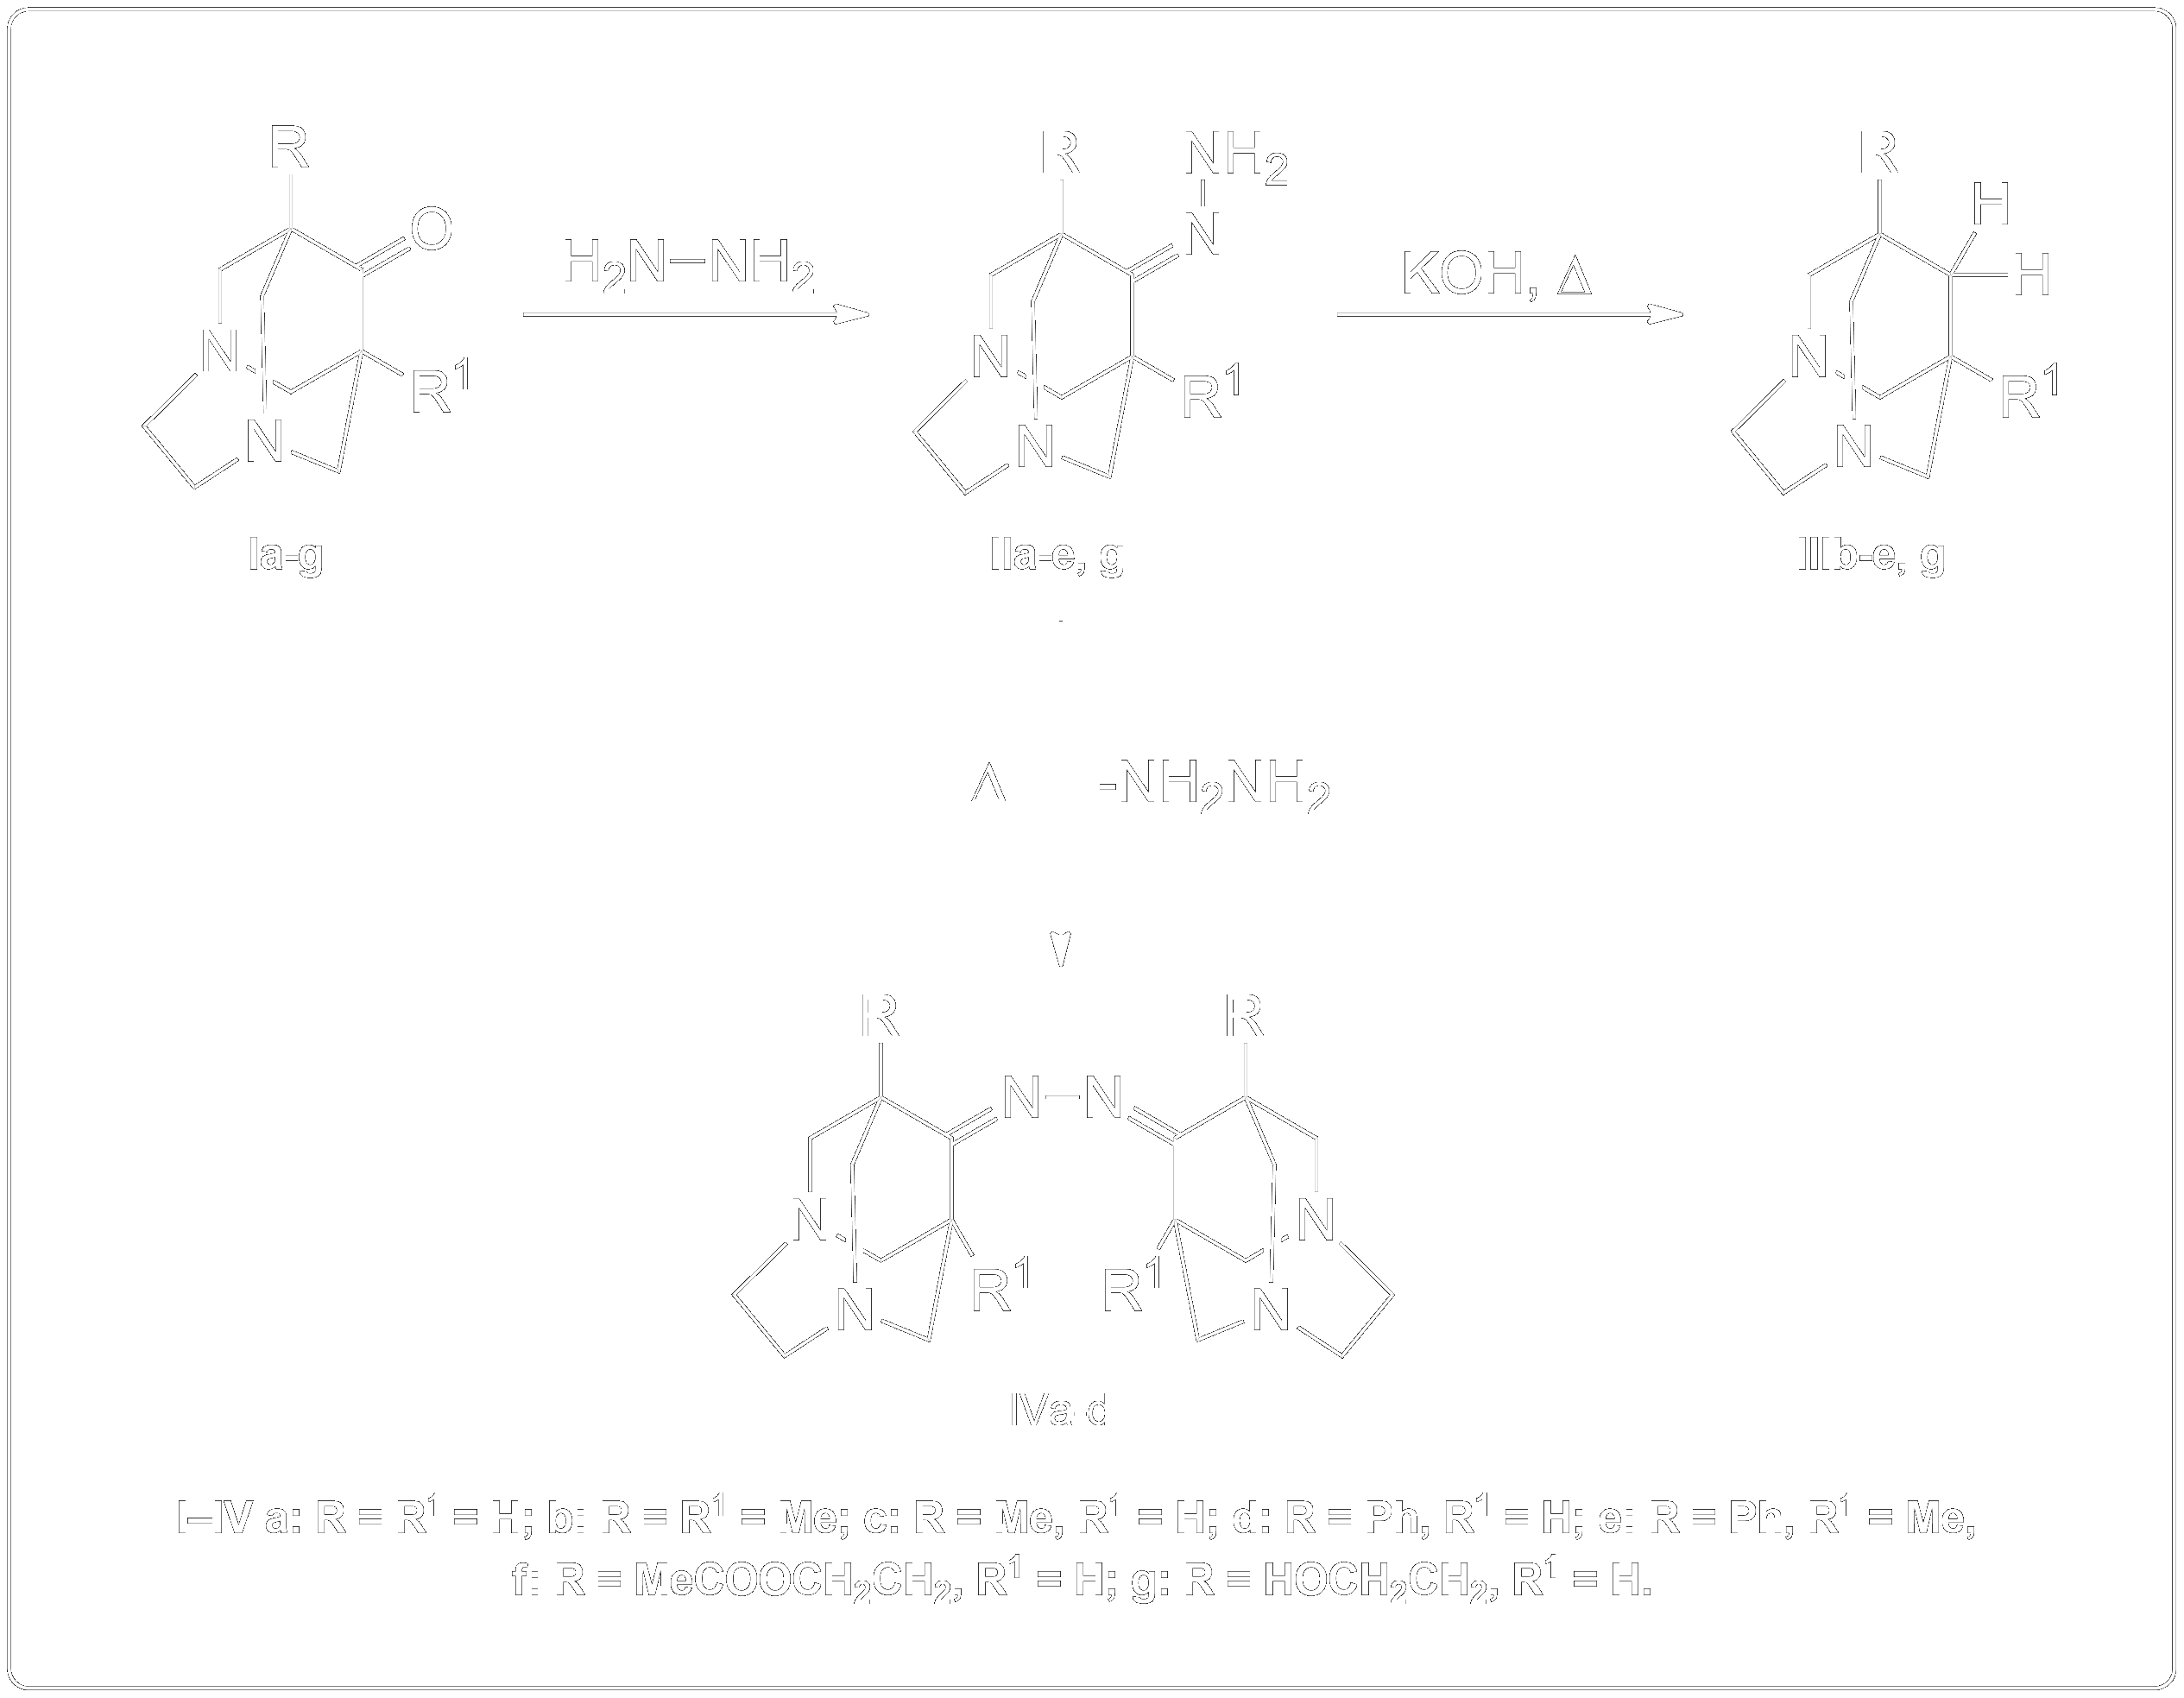 R
O
N
R¹
N
Ia-g
H₂N—NH₂
R
NH₂
N
N
R¹
N
IIa-e, g
KOH, Δ
R
H
H
N
R¹
N
IIIb-e, g
Δ -NH₂NH₂
R R
N—N
N N
R¹ R¹
N N
IVa d
I–IV a: R = R¹ = H; b: R = R¹ = Me; c: R = Me, R¹ = H; d: R = Ph, R¹ = H; e: R = Ph, R¹ = Me,
f: R = MeCOOCH₂CH₂, R¹ = H; g: R = HOCH₂CH₂, R¹ = H.